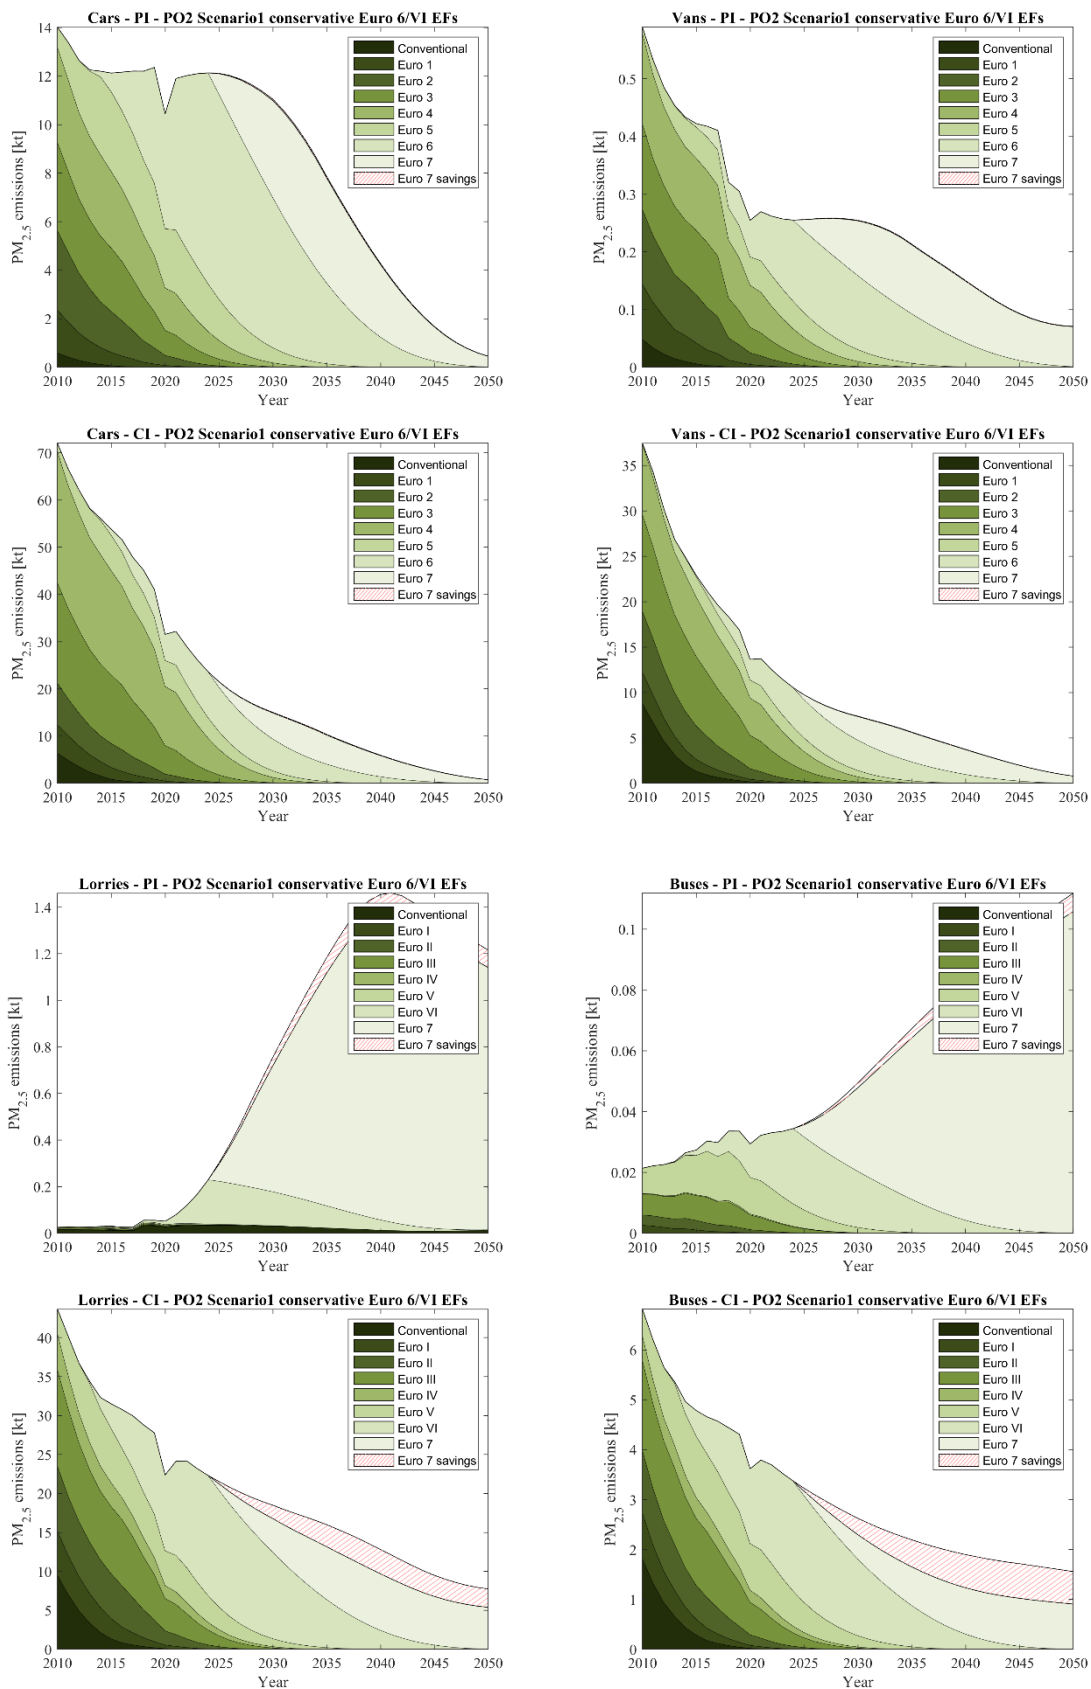 Cars - PI - PO2 Scenario1 conservative Euro 6/VI EFs
PM2.5 emissions [kt]
14
12
10
8
6
4
2
0
Conventional
Euro 1
Euro 2
Euro 3
Euro 4
Euro 5
Euro 6
Euro 7
Euro 7 savings
2010 2015 2020 2025 2030 2035 2040 2045 2050
Year
Vans - PI - PO2 Scenario1 conservative Euro 6/VI EFs
PM2.5 emissions [kt]
0.5
0.4
0.3
0.2
0.1
0
Conventional
Euro 1
Euro 2
Euro 3
Euro 4
Euro 5
Euro 6
Euro 7
Euro 7 savings
2010 2015 2020 2025 2030 2035 2040 2045 2050
Year
Cars - CI - PO2 Scenario1 conservative Euro 6/VI EFs
PM2.5 emissions [kt]
70
60
50
40
30
20
10
0
Conventional
Euro 1
Euro 2
Euro 3
Euro 4
Euro 5
Euro 6
Euro 7
Euro 7 savings
2010 2015 2020 2025 2030 2035 2040 2045 2050
Year
Vans - CI - PO2 Scenario1 conservative Euro 6/VI EFs
PM2.5 emissions [kt]
35
30
25
20
15
10
5
0
Conventional
Euro 1
Euro 2
Euro 3
Euro 4
Euro 5
Euro 6
Euro 7
Euro 7 savings
2010 2015 2020 2025 2030 2035 2040 2045 2050
Year
Lorries - PI - PO2 Scenario1 conservative Euro 6/VI EFs
PM2.5 emissions [kt]
1.4
1.2
1
0.8
0.6
0.4
0.2
0
Conventional
Euro I
Euro II
Euro III
Euro IV
Euro V
Euro VI
Euro 7
Euro 7 savings
2010 2015 2020 2025 2030 2035 2040 2045 2050
Year
Buses - PI - PO2 Scenario1 conservative Euro 6/VI EFs
PM2.5 emissions [kt]
0.1
0.08
0.06
0.04
0.02
0
Conventional
Euro I
Euro II
Euro III
Euro IV
Euro V
Euro VI
Euro 7
Euro 7 savings
2010 2015 2020 2025 2030 2035 2040 2045 2050
Year
Lorries - CI - PO2 Scenario1 conservative Euro 6/VI EFs
PM2.5 emissions [kt]
40
35
30
25
20
15
10
5
0
Conventional
Euro I
Euro II
Euro III
Euro IV
Euro V
Euro VI
Euro 7
Euro 7 savings
2010 2015 2020 2025 2030 2035 2040 2045 2050
Year
Buses - CI - PO2 Scenario1 conservative Euro 6/VI EFs
PM2.5 emissions [kt]
6
5
4
3
2
1
0
Conventional
Euro I
Euro II
Euro III
Euro IV
Euro V
Euro VI
Euro 7
Euro 7 savings
2010 2015 2020 2025 2030 2035 2040 2045 2050
Year